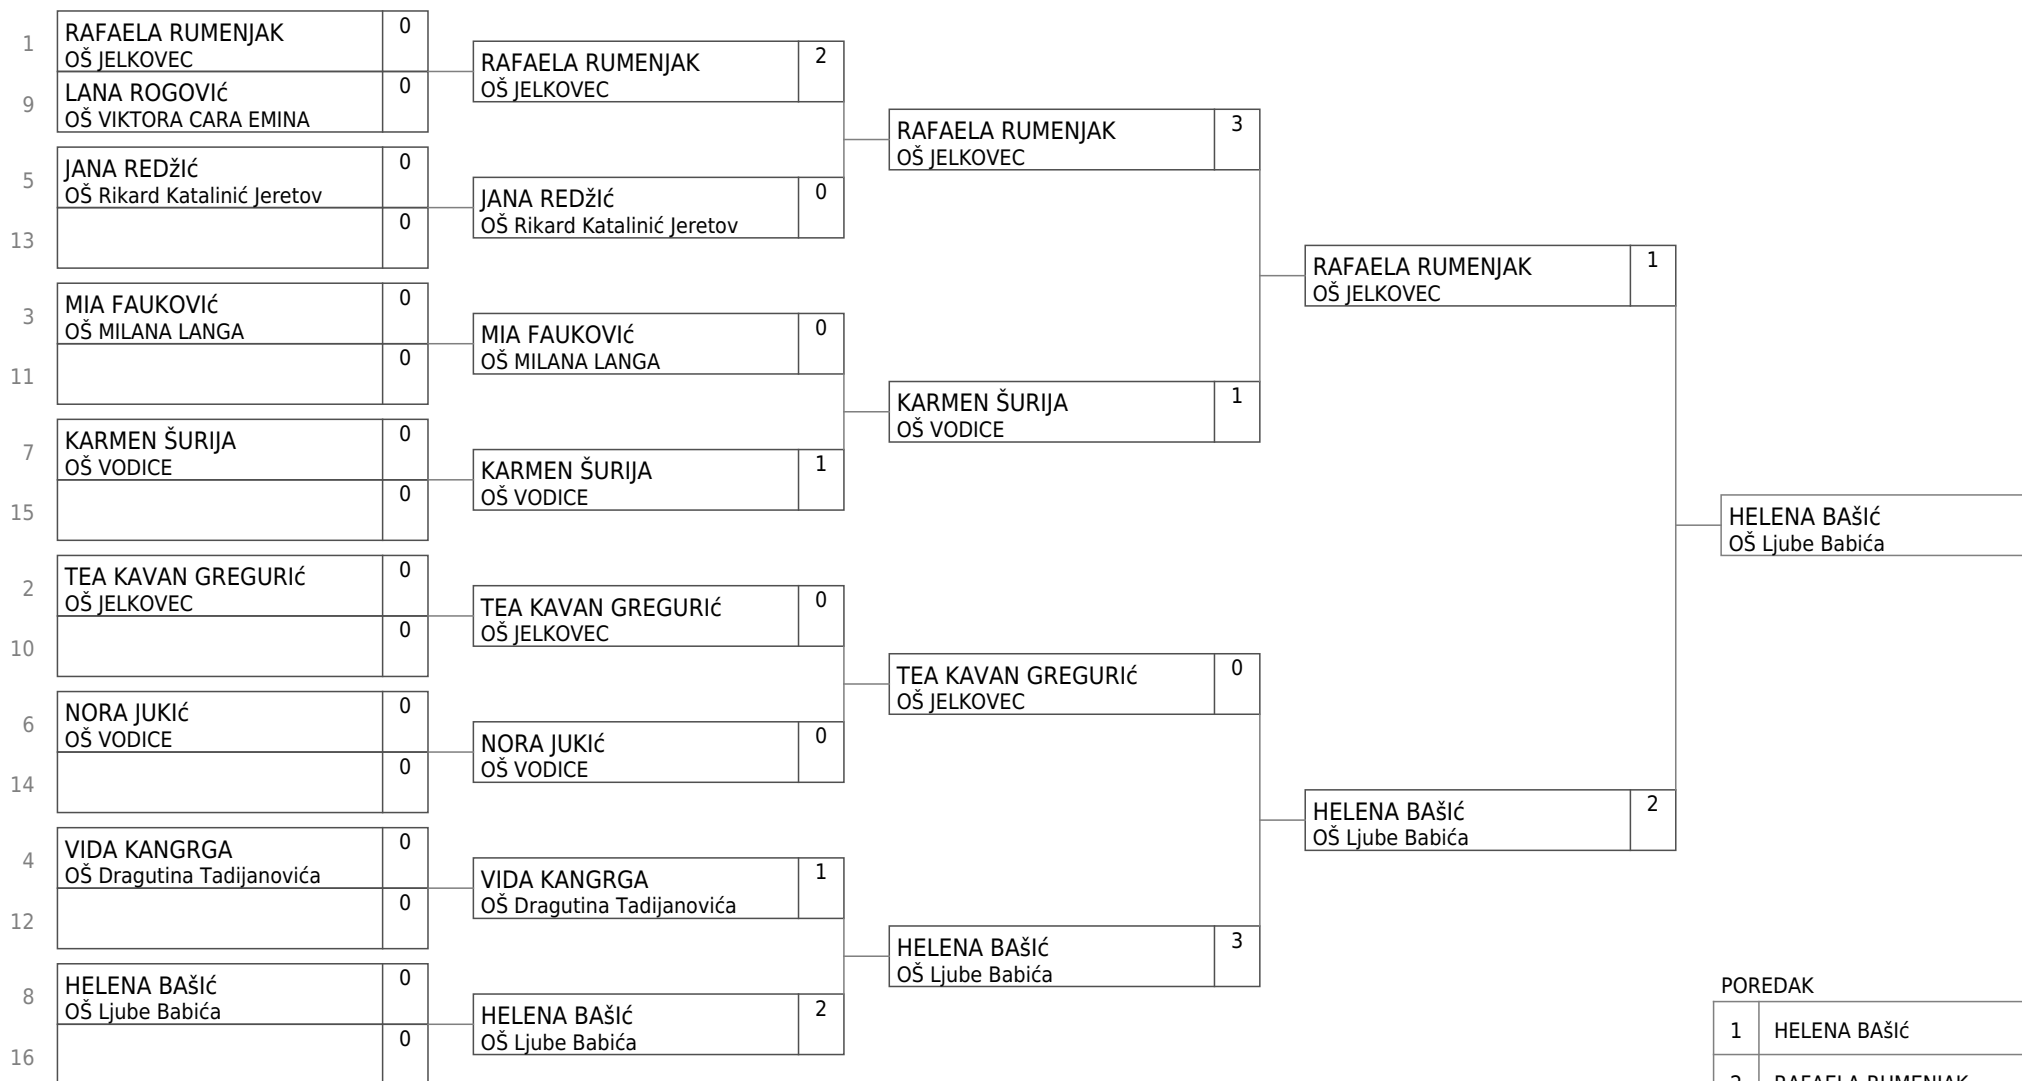 1
RAFAELA RUMENJAK
OŠ JELKOVEC
0
9
LANA ROGOVIć
OŠ VIKTORA CARA EMINA
0
5
JANA REDžIć
OŠ Rikard Katalinić Jeretov
0
13
0
3
MIA FAUKOVIć
OŠ MILANA LANGA
0
11
0
7
KARMEN ŠURIJA
OŠ VODICE
0
15
0
2
TEA KAVAN GREGURIć
OŠ JELKOVEC
0
10
0
6
NORA JUKIć
OŠ VODICE
0
14
0
4
VIDA KANGRGA
OŠ Dragutina Tadijanovića
0
12
0
8
HELENA BAšIć
OŠ Ljube Babića
0
16
0
RAFAELA RUMENJAK
OŠ JELKOVEC
2
JANA REDžIć
OŠ Rikard Katalinić Jeretov
0
MIA FAUKOVIć
OŠ MILANA LANGA
0
KARMEN ŠURIJA
OŠ VODICE
1
TEA KAVAN GREGURIć
OŠ JELKOVEC
0
NORA JUKIć
OŠ VODICE
0
VIDA KANGRGA
OŠ Dragutina Tadijanovića
1
HELENA BAšIć
OŠ Ljube Babića
2
RAFAELA RUMENJAK
OŠ JELKOVEC
3
KARMEN ŠURIJA
OŠ VODICE
1
TEA KAVAN GREGURIć
OŠ JELKOVEC
0
HELENA BAšIć
OŠ Ljube Babića
3
RAFAELA RUMENJAK
OŠ JELKOVEC
1
HELENA BAšIć
OŠ Ljube Babića
2
HELENA BAšIć
OŠ Ljube Babića
POREDAK
1 HELENA BAšIć
2 RAFAELA RUMENJAK